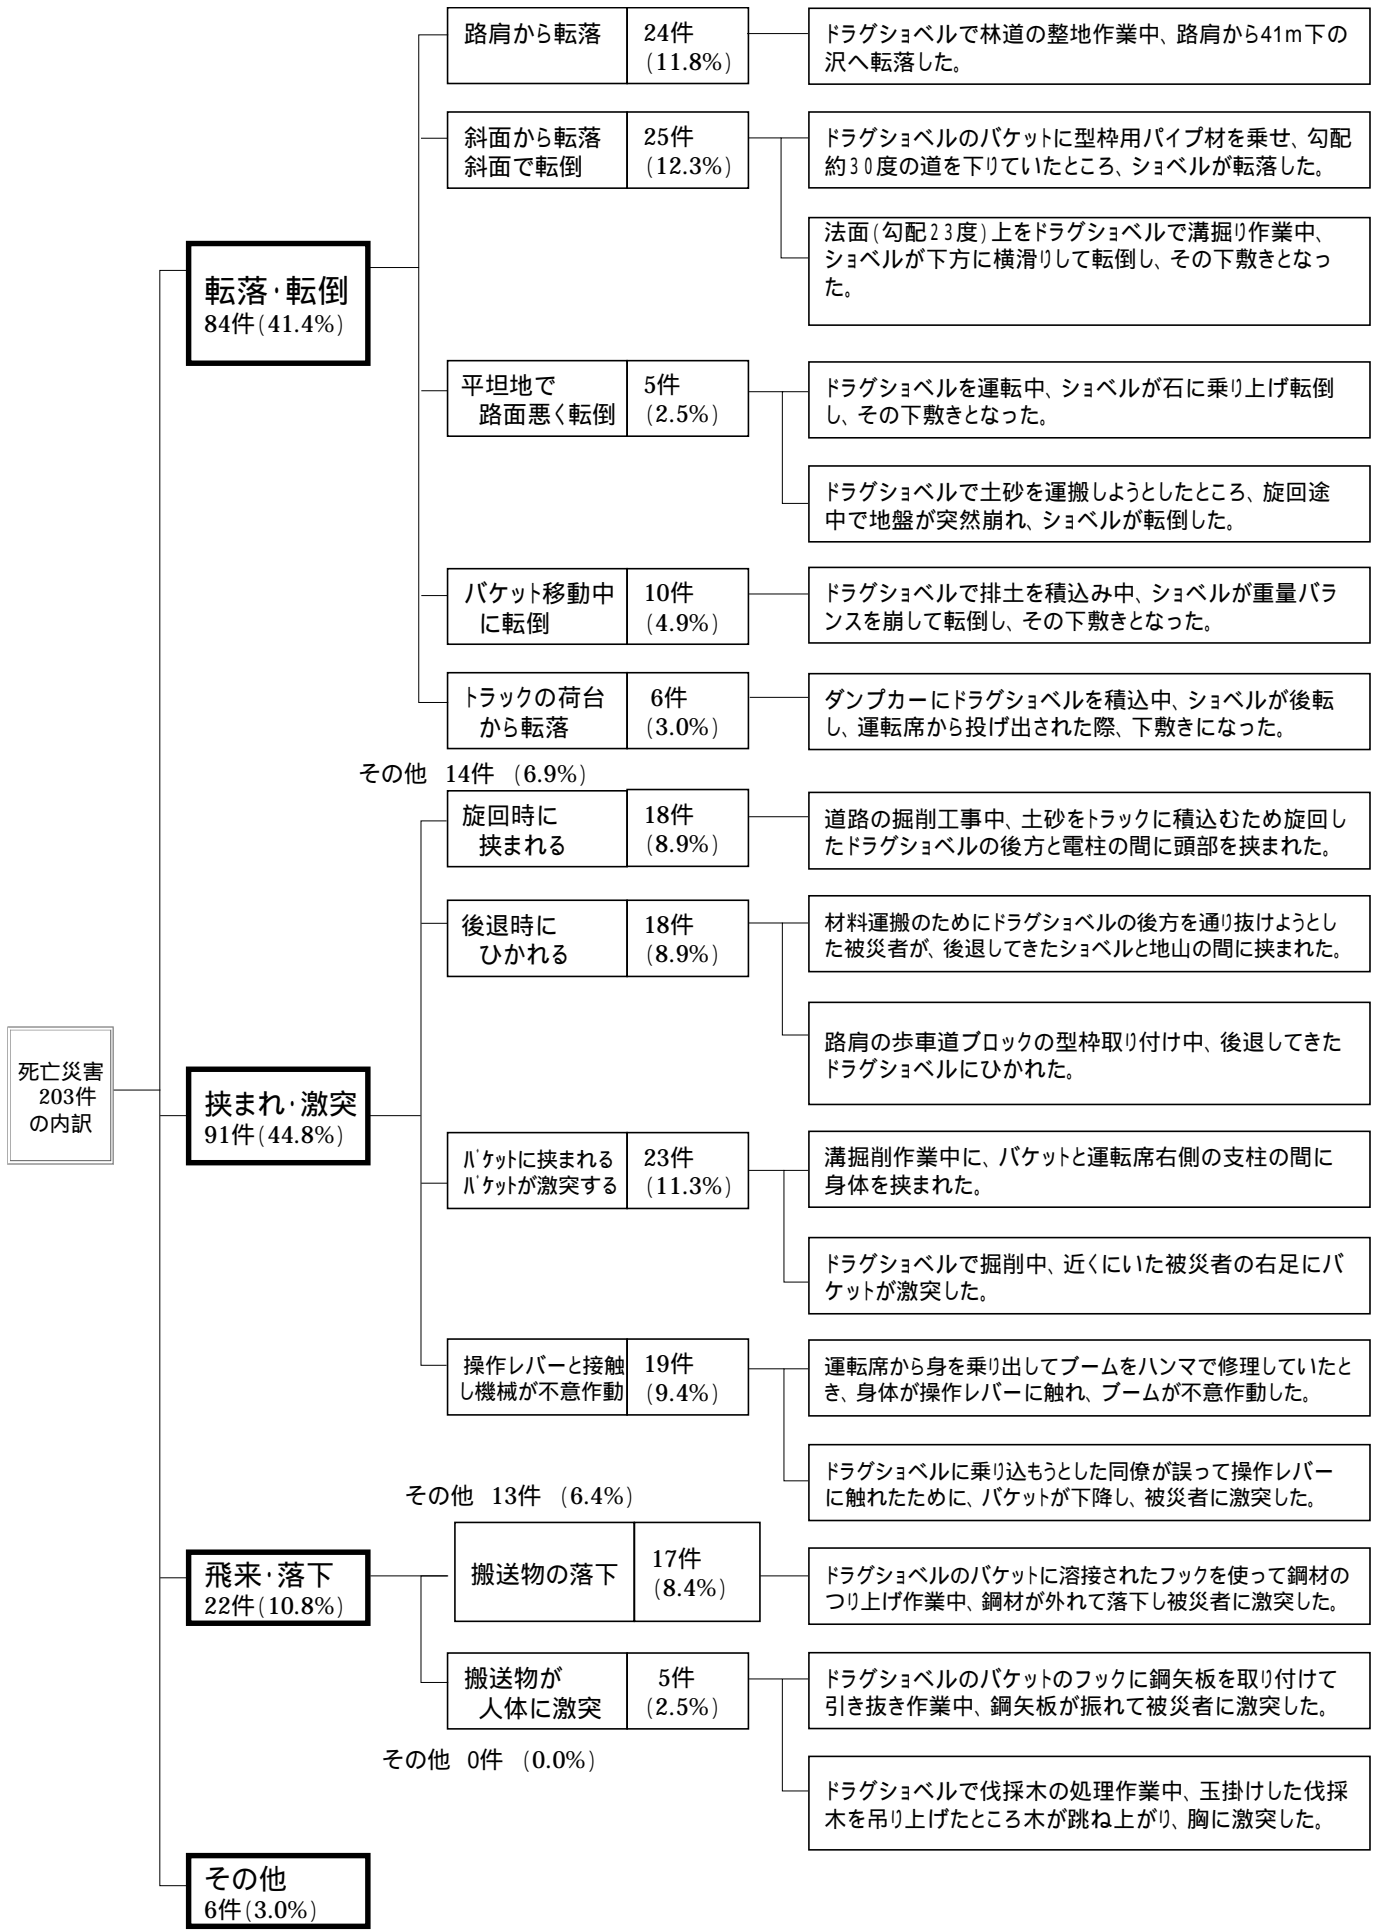 死亡災害
203件
の内訳
転落・転倒
84件(41.4%)
路肩から転落
24件
(11.8%)
ドラグショベルで林道の整地作業中、路肩から41m下の
沢へ転落した。
斜面から転落
斜面で転倒
25件
(12.3%)
ドラグショベルのバケットに型枠用パイプ材を乗せ、勾配
約30度の道を下りていたところ、ショベルが転落した。
法面(勾配23度)上をドラグショベルで溝掘り作業中、
ショベルが下方に横滑りして転倒し、その下敷きとなっ
た。
平坦地で
路面悪く転倒
5件
(2.5%)
ドラグショベルを運転中、ショベルが石に乗り上げ転倒
し、その下敷きとなった。
ドラグショベルで土砂を運搬しようとしたところ、旋回途
中で地盤が突然崩れ、ショベルが転倒した。
バケット移動中
に転倒
10件
(4.9%)
ドラグショベルで排土を積込み中、ショベルが重量バラ
ンスを崩して転倒し、その下敷きとなった。
トラックの荷台
から転落
6件
(3.0%)
ダンプカーにドラグショベルを積込中、ショベルが後転
し、運転席から投げ出された際、下敷きになった。
その他 14件 (6.9%)
挟まれ・激突
91件(44.8%)
旋回時に
挟まれる
18件
(8.9%)
道路の掘削工事中、土砂をトラックに積込むため旋回し
たドラグショベルの後方と電柱の間に頭部を挟まれた。
後退時に
ひかれる
18件
(8.9%)
材料運搬のためにドラグショベルの後方を通り抜けようとし
た被災者が、後退してきたショベルと地山の間に挟まれた。
路肩の歩車道ブロックの型枠取り付け中、後退してきた
ドラグショベルにひかれた。
バケットに挟まれる
バケットが激突する
23件
(11.3%)
溝掘削作業中に、バケットと運転席右側の支柱の間に
身体を挟まれた。
ドラグショベルで掘削中、近くにいた被災者の右足にバ
ケットが激突した。
操作レバーと接触
し機械が不意作動
19件
(9.4%)
運転席から身を乗り出してブームをハンマで修理していたと
き、身体が操作レバーに触れ、ブームが不意作動した。
ドラグショベルに乗り込もうとした同僚が誤って操作レバー
に触れたために、バケットが下降し、被災者に激突した。
その他 13件 (6.4%)
飛来・落下
22件(10.8%)
搬送物の落下
17件
(8.4%)
ドラグショベルのバケットに溶接されたフックを使って鋼材の
つり上げ作業中、鋼材が外れて落下し被災者に激突した。
搬送物が
人体に激突
5件
(2.5%)
ドラグショベルのバケットのフックに鋼矢板を取り付けて
引き抜き作業中、鋼矢板が振れて被災者に激突した。
その他 0件 (0.0%)
ドラグショベルで伐採木の処理作業中、玉掛けした伐採
木を吊り上げたところ木が跳ね上がり、胸に激突した。
その他
6件(3.0%)